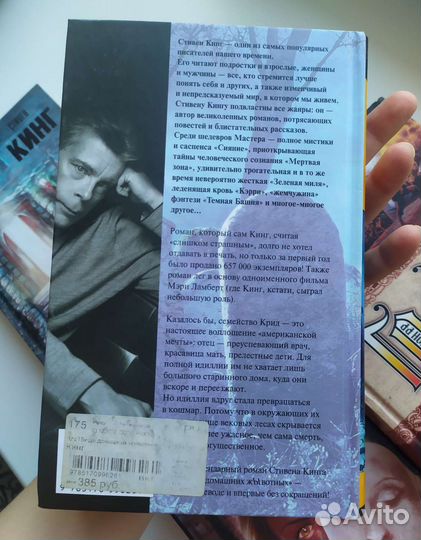 КИНГ
Стивен Кинг — один из самых популярных
писателей нашего времени.
Его читают подростки и взрослые, женщины
и мужчины — все, кто стремится лучше
понять себя и других, а также изменчивый
и непредсказуемый мир, в котором мы живем.
Стивену Кингу подвластны все жанры: он —
автор великолепных романов, потрясающих
повестей и блистательных рассказов.
Среди шедевров Мастера — полное мистики
и саспенса «Сияние», приоткрывающая
тайны человеческого сознания «Мертвая
зона», удивительно трогательная и в то же
время невероятно жесткая «Зеленая миля»,
леденящая кровь «Кэрри», «жемчужина»
фэнтези «Темная Башня» и многое-многое
другое…
Роман, который сам Кинг, считая
«слишком страшным», долго не хотел
отдавать в печать, но только за первый год
было продано 657 000 экземпляров! Также
роман лег в основу одноименного фильма
Мэри Ламберт (где Кинг, кстати, сыграл
небольшую роль).
Казалось бы, семейство Крид — это
настоящее воплощение «американской
мечты»: отец — преуспевающий врач,
красавица мать, прелестные дети. Для
полной идиллии им не хватает лишь
большого старинного дома, куда они
вскоре и переезжают.
Но идиллия вдруг стала превращаться
в кошмар. Потому что в окружающих их
вековых лесах скрывается
ужасное, чем сама смерть,
Стивена Кинга
домашних животных» —
и впервые без сокращений!
175
9785170996261
385 руб
Avito